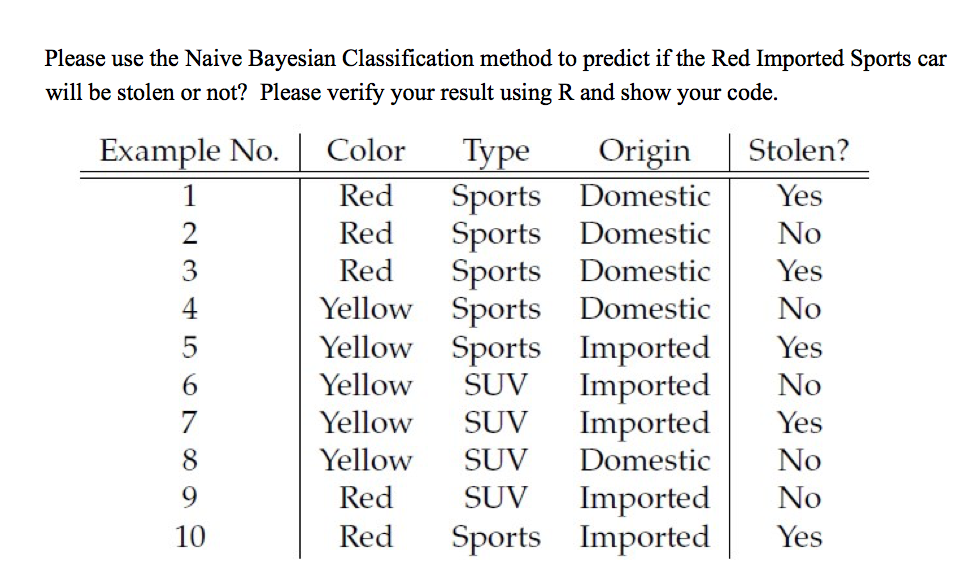 Please use the Naive Bayesian Classification method to predict if the Red Imported Sports car
will be stolen or not?  Please verify your result using R and show your code.
Example No. Color Type Origin Stolen?
1 Red Sports Domestic Yes
2 Red Sports Domestic No
3 Red Sports Domestic Yes
4 Yellow Sports Domestic No
5 Yellow Sports Imported Yes
6 Yellow SUV Imported No
7 Yellow SUV Imported Yes
8 Yellow SUV Domestic No
9 Red SUV Imported No
10 Red Sports Imported Yes